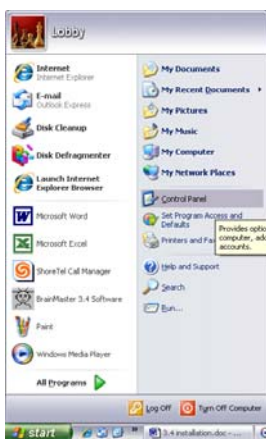 Lobby
Internet
Internet Explorer
E-mail
Outlook Express
Disk Cleanup
Disk Defragmenter
Launch Internet
Explorer Browser
Microsoft Word
Microsoft Excel
ShoreTel Call Manager
BrainMaster 3.4 Software
Paint
Windows Media Player
All Programs
My Documents
My Recent Documents
My Pictures
My Music
My Computer
My Network Places
Control Panel
Set Program Access and
Defaults
Printers and Fa
Provides optio
computer, add
accounts.
Help and Support
Search
Run...
Log Off
Turn Off Computer
start
3.4 installation.doc - ...